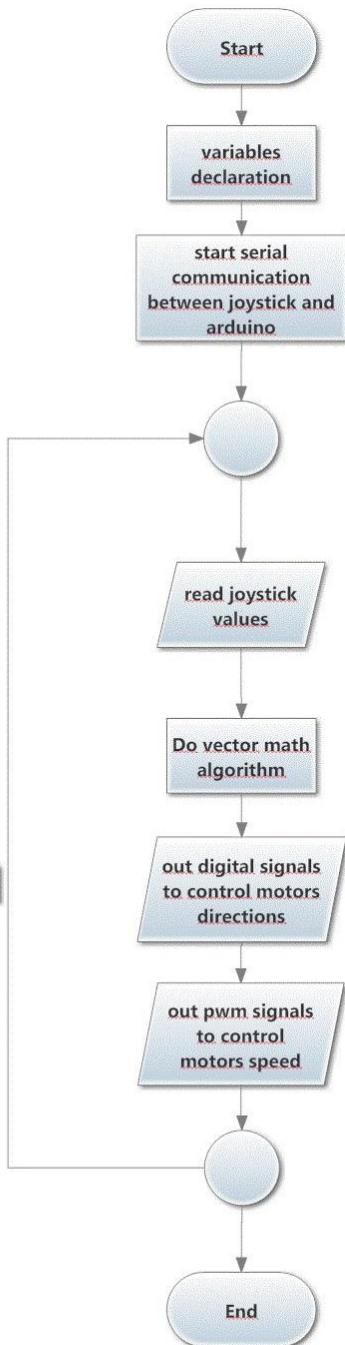 Start
variables
declaration
start serial
communication
between joystick and
arduino
read joystick
values
Do vector math
algorithm
out digital signals
to control motors
directions
out pwm signals
to control
motors speed
End